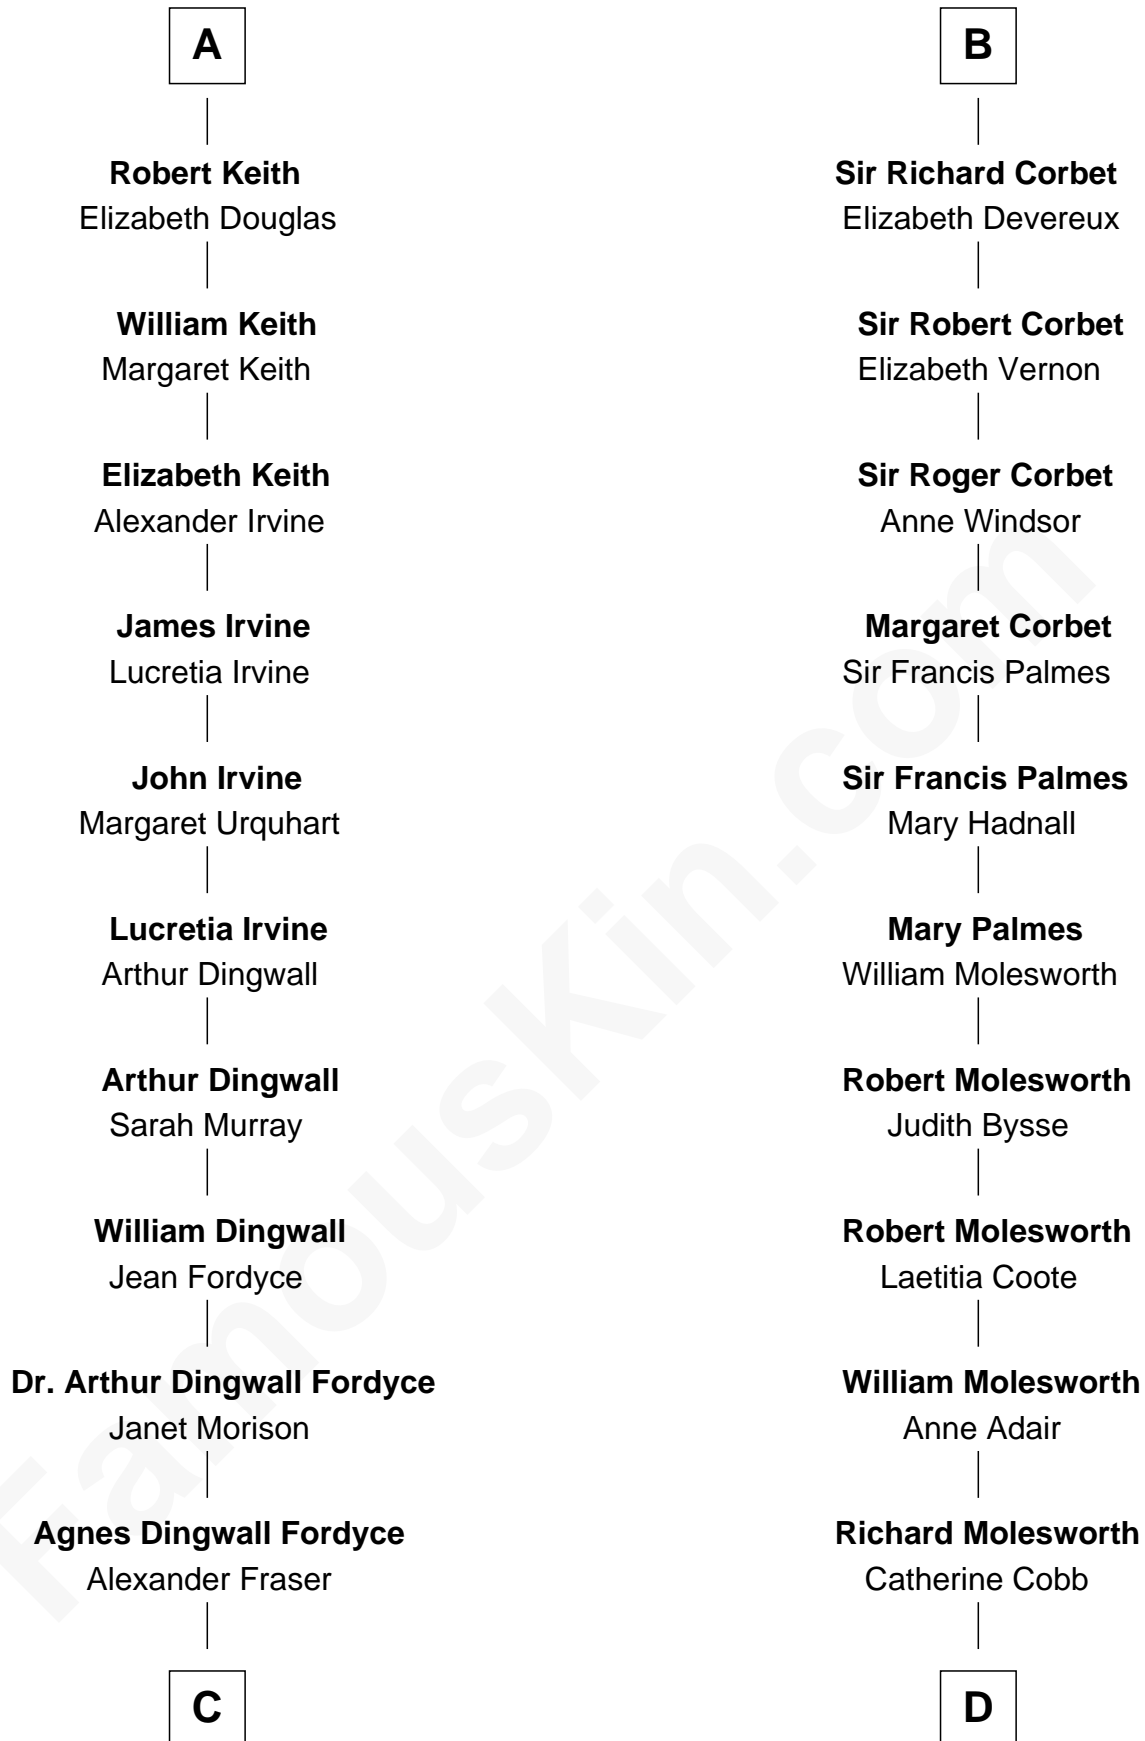 A
Robert Keith
Elizabeth Douglas
William Keith
Margaret Keith
Elizabeth Keith
Alexander Irvine
James Irvine
Lucretia Irvine
John Irvine
Margaret Urquhart
Lucretia Irvine
Arthur Dingwall
Arthur Dingwall
Sarah Murray
William Dingwall
Jean Fordyce
Dr. Arthur Dingwall Fordyce
Janet Morison
Agnes Dingwall Fordyce
Alexander Fraser
C
B
Sir Richard Corbet
Elizabeth Devereux
Sir Robert Corbet
Elizabeth Vernon
Sir Roger Corbet
Anne Windsor
Margaret Corbet
Sir Francis Palmes
Sir Francis Palmes
Mary Hadnall
Mary Palmes
William Molesworth
Robert Molesworth
Judith Bysse
Robert Molesworth
Laetitia Coote
William Molesworth
Anne Adair
Richard Molesworth
Catherine Cobb
D
FamousKin.com